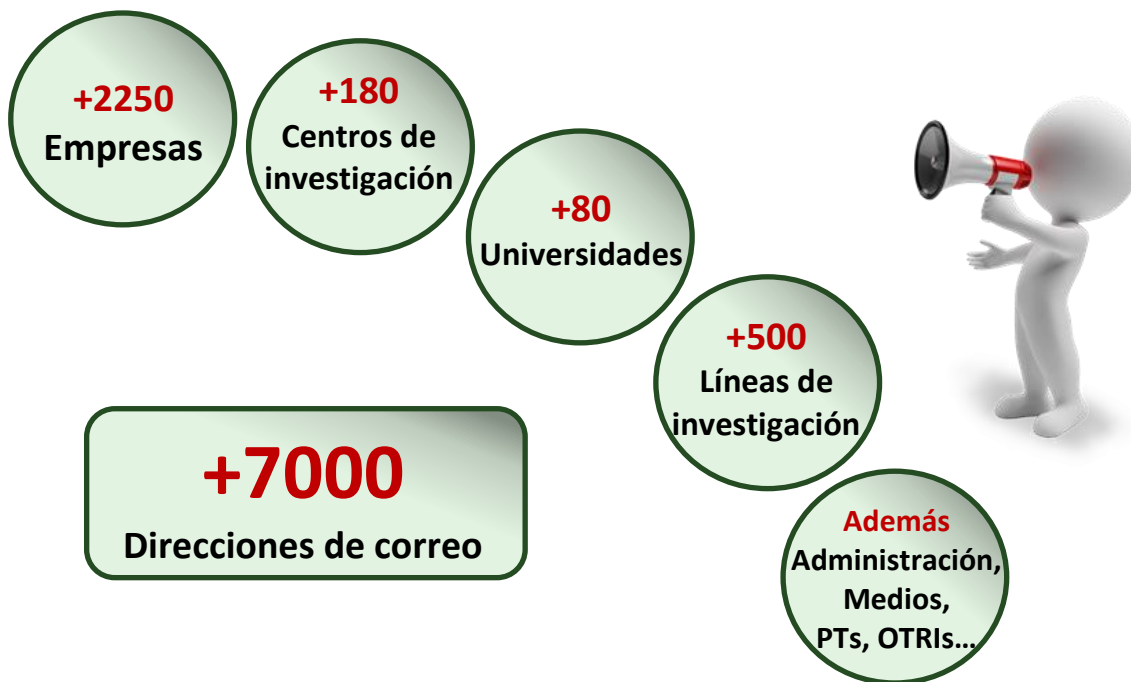 +2250
Empresas
+180
Centros de
investigación
+80
Universidades
+500
Líneas de
investigación
+7000
Direcciones de correo
Además
Administración,
Medios,
PTs, OTRIs...